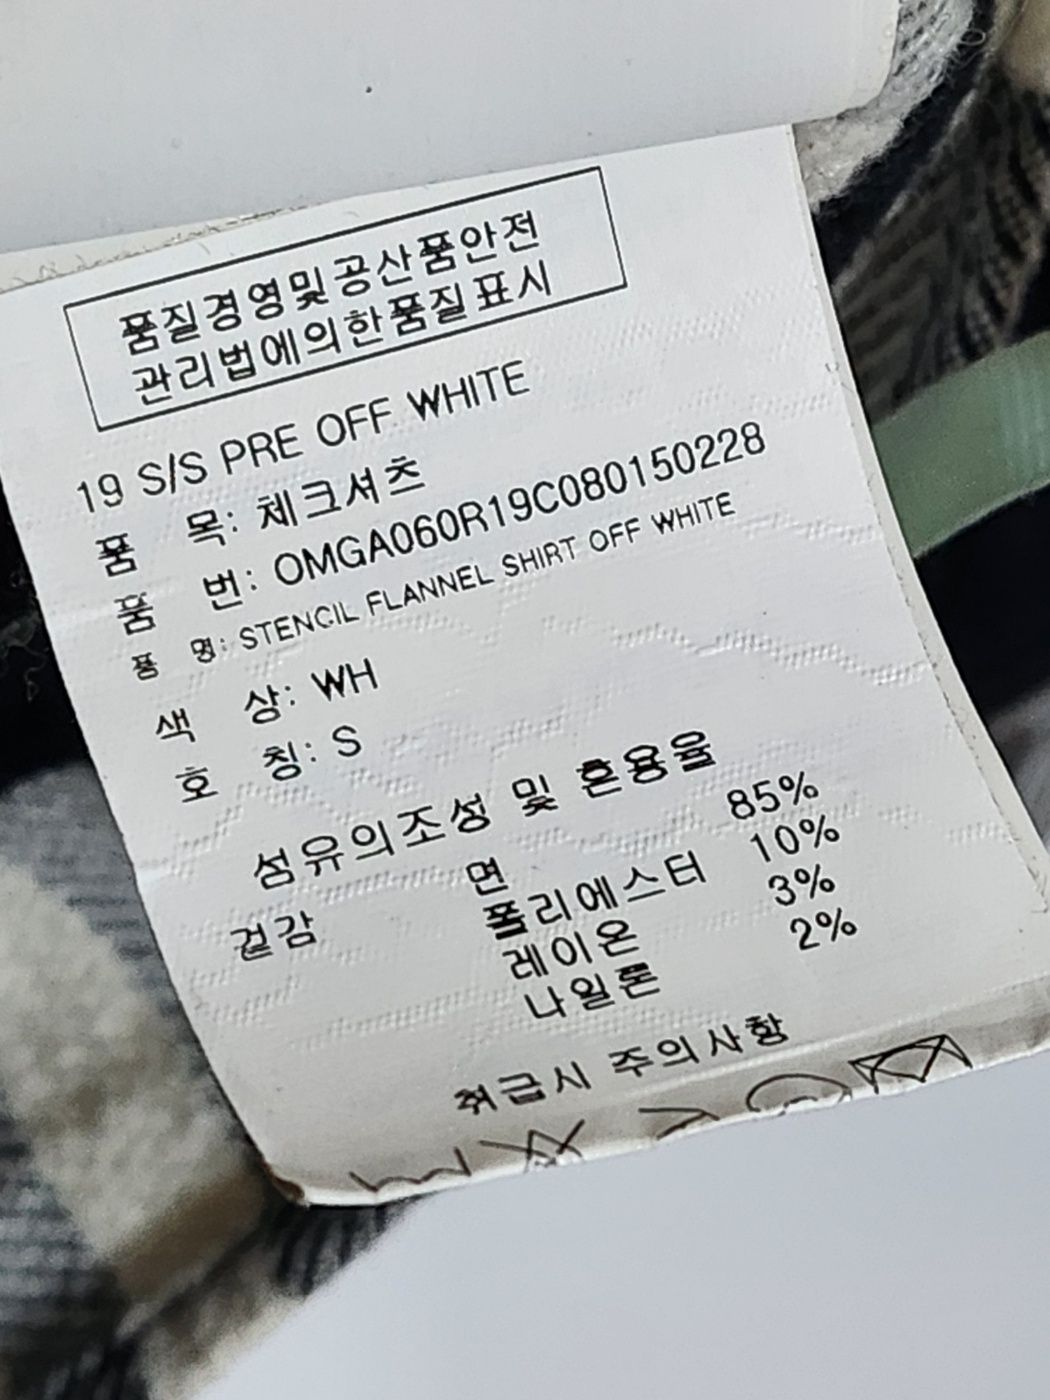 품질경영및공산품안전
관리법에의한품질표시
19 S/S PRE OFF WHITE
품 목: 체크셔츠
품 번: OMGA060R19C080150228
품 명: STENCIL FLANNEL SHIRT OFF WHITE
색 상: WH
호 칭: S
섬유의조성 및 혼용율
겉감 면 85%
폴리에스터 10%
레이온 3%
나일론 2%
취급시 주의사항